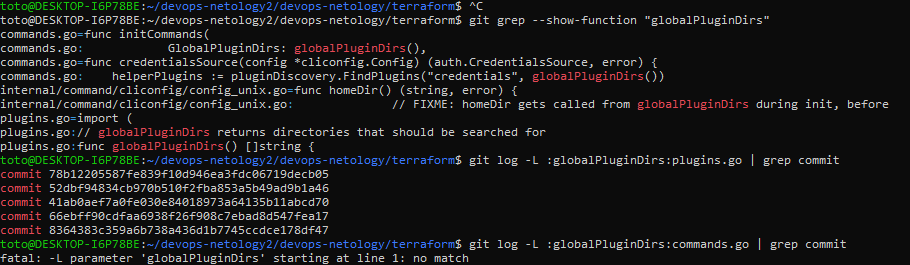 toto@DESKTOP-I6P78BE:~/devops-netology2/devops-netology/terraform$ ^C
toto@DESKTOP-I6P78BE:~/devops-netology2/devops-netology/terraform$ git grep --show-function "globalPluginDirs"
commands.go=func initCommands(
commands.go:            GlobalPluginDirs: globalPluginDirs(),
commands.go=func credentialsSource(config *cliconfig.Config) (auth.CredentialsSource, error) {
commands.go:    helperPlugins := pluginDiscovery.FindPlugins("credentials", globalPluginDirs())
internal/command/cliconfig/config_unix.go=func homeDir() (string, error) {
internal/command/cliconfig/config_unix.go:              // FIXME: homeDir gets called from globalPluginDirs during init, before
plugins.go=import (
plugins.go:// globalPluginDirs returns directories that should be searched for
plugins.go:func globalPluginDirs() []string {
toto@DESKTOP-I6P78BE:~/devops-netology2/devops-netology/terraform$ git log -L :globalPluginDirs:plugins.go | grep commit
commit 78b12205587fe839f10d946ea3fdc06719decb05
commit 52dbf94834cb970b510f2fba853a5b49ad9b1a46
commit 41ab0aef7a0fe030e84018973a64135b11abcd70
commit 66ebff90cdfaa6938f26f908c7ebad8d547fea17
commit 8364383c359a6b738a436d1b7745ccdce178df47
toto@DESKTOP-I6P78BE:~/devops-netology2/devops-netology/terraform$ git log -L :globalPluginDirs:commands.go | grep commit
fatal: -L parameter 'globalPluginDirs' starting at line 1: no match